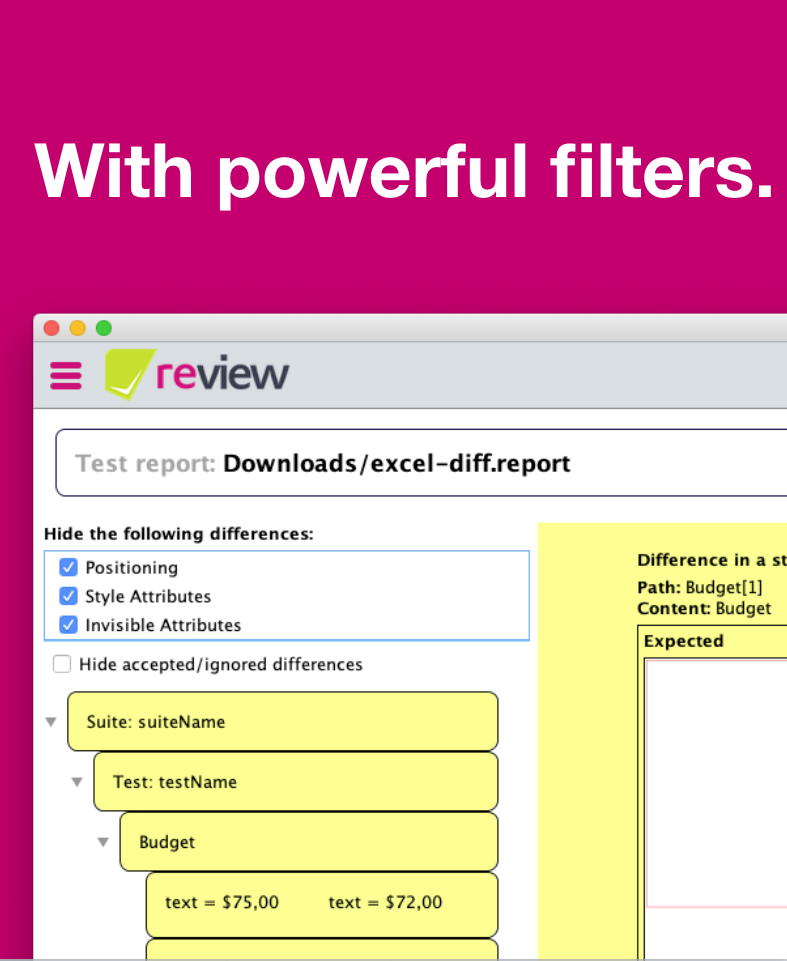 With powerful filters.
review
Test report: Downloads/excel-diff.report
Hide the following differences:
Positioning
Style Attributes
Invisible Attributes
Hide accepted/ignored differences
Suite: suiteName
Test: testName
Budget
text = $75,00 text = $72,00
Difference in a st
Path: Budget[1]
Content: Budget
Expected